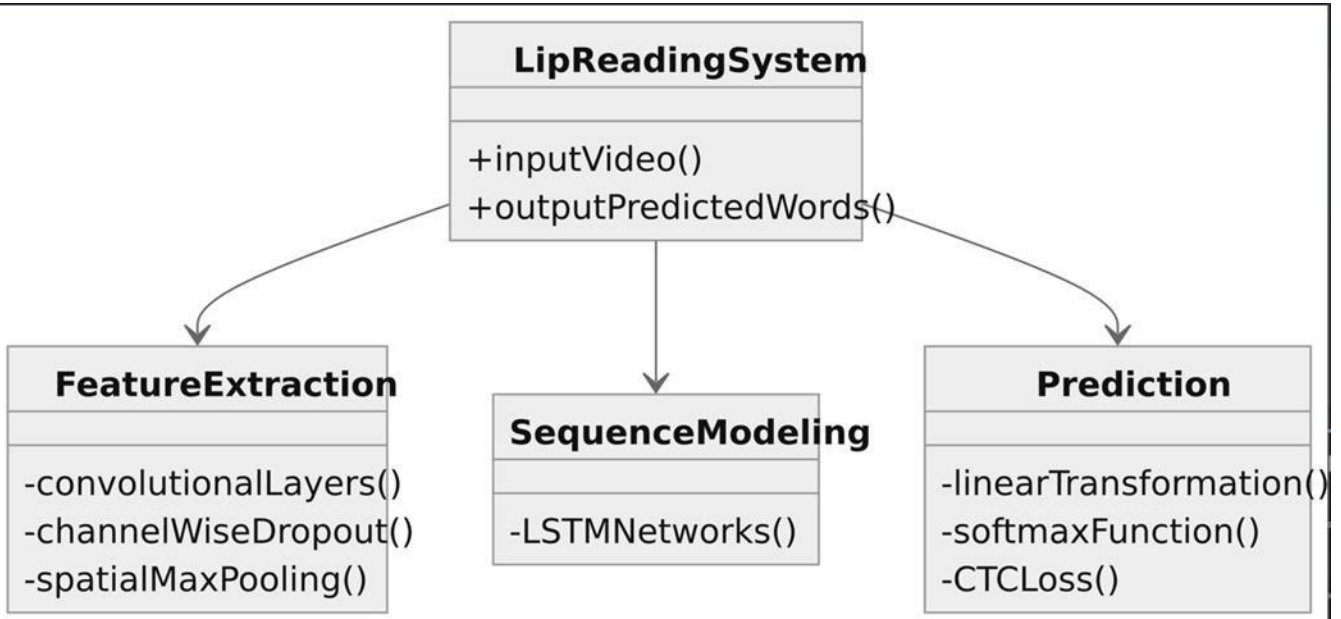 LipReadingSystem
+inputVideo()
+outputPredictedWords()
FeatureExtraction
-convolutionalLayers()
-channelWiseDropout()
-spatialMaxPooling()
SequenceModeling
-LSTMNetworks()
Prediction
-linearTransformation()
-softmaxFunction()
-CTCLoss()